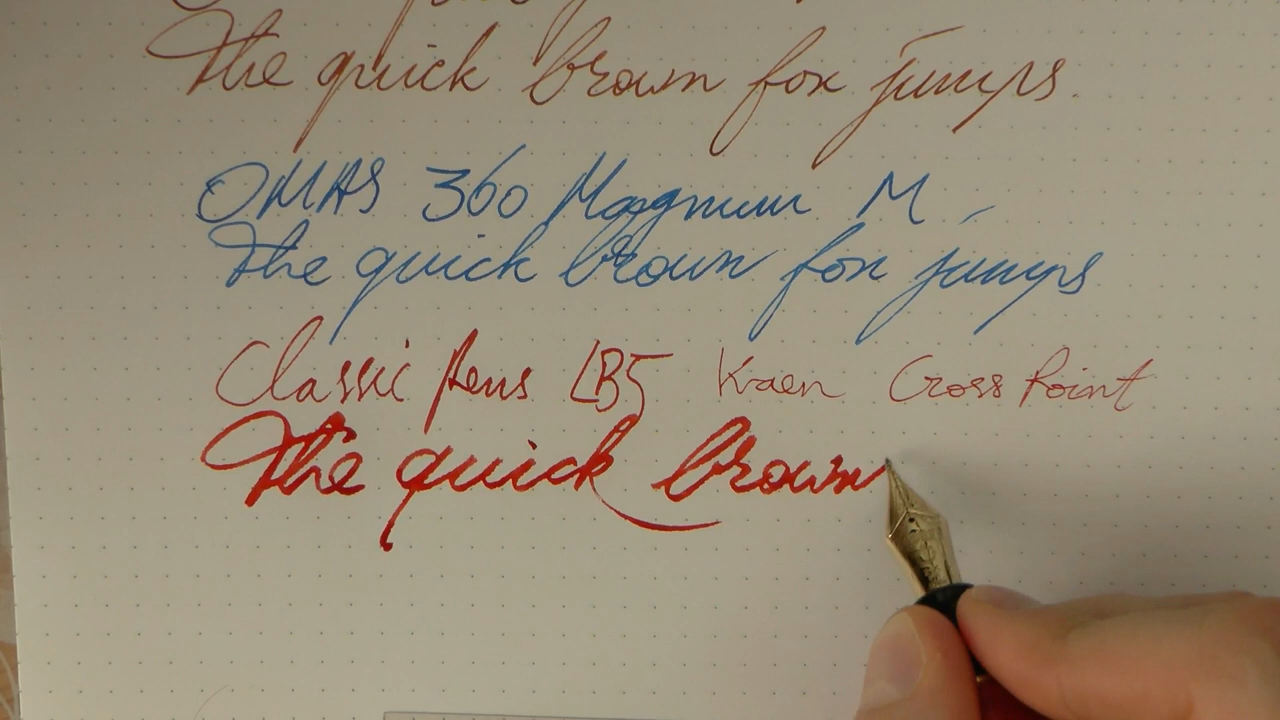 The quick brown fox jumps
OMAS 360 Magnum M
The quick brown fox jumps
Classic Pens LB5 Kraen Cross Point
The quick brown